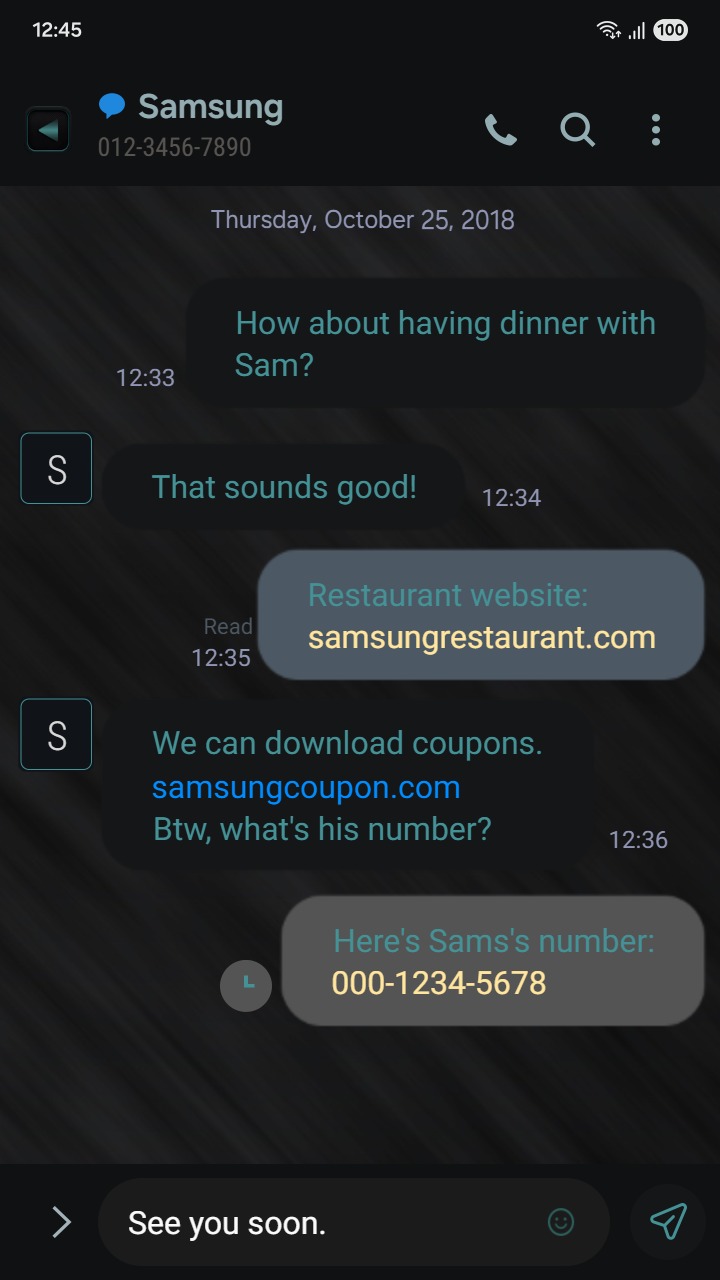 12:45
100
Samsung
012-3456-7890
Thursday, October 25, 2018
How about having dinner with
Sam?
12:33
S
That sounds good!
12:34
Restaurant website:
samsungrestaurant.com
Read
12:35
S
We can download coupons.
samsungcoupon.com
Btw, what's his number?
12:36
Here's Sams's number:
000-1234-5678
See you soon.